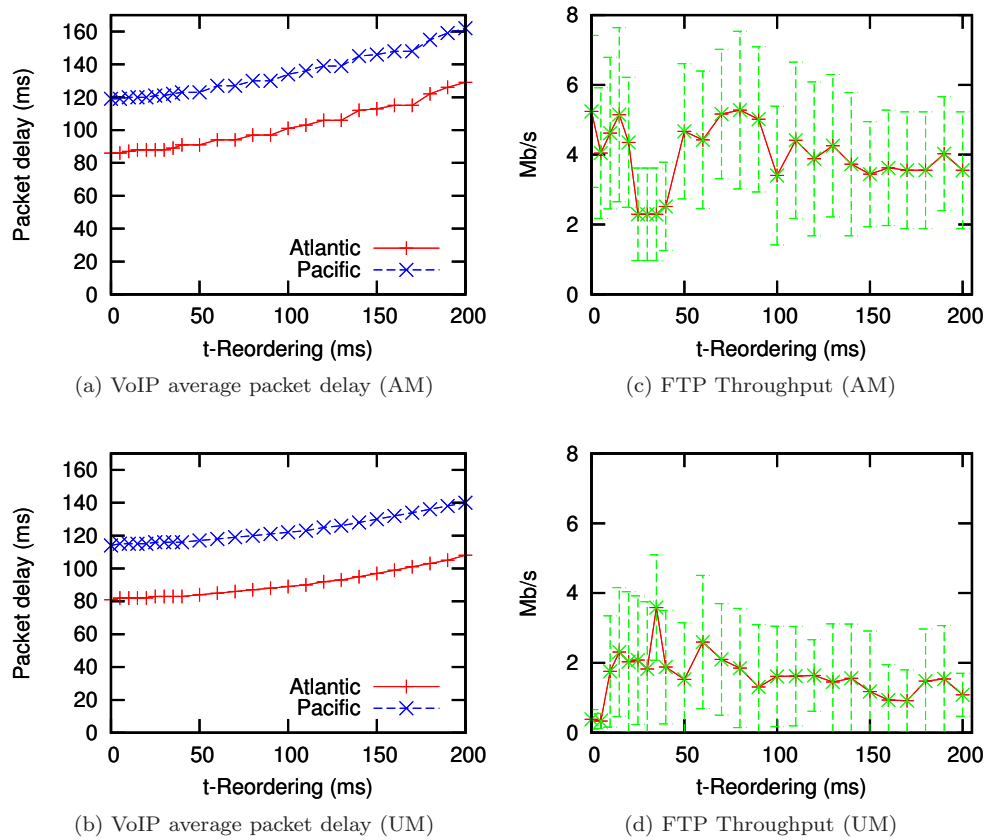 160
140
120
100
80
60
40
20
0
Packet delay (ms)
Atlantic
Pacific
0 50 100 150 200
t-Reordering (ms)
(a) VoIP average packet delay (AM)
8
6
4
2
0
Mb/s
0 50 100 150 200
t-Reordering (ms)
(c) FTP Throughput (AM)
160
140
120
100
80
60
40
20
0
Packet delay (ms)
Atlantic
Pacific
0 50 100 150 200
t-Reordering (ms)
(b) VoIP average packet delay (UM)
8
6
4
2
0
Mb/s
0 50 100 150 200
t-Reordering (ms)
(d) FTP Throughput (UM)